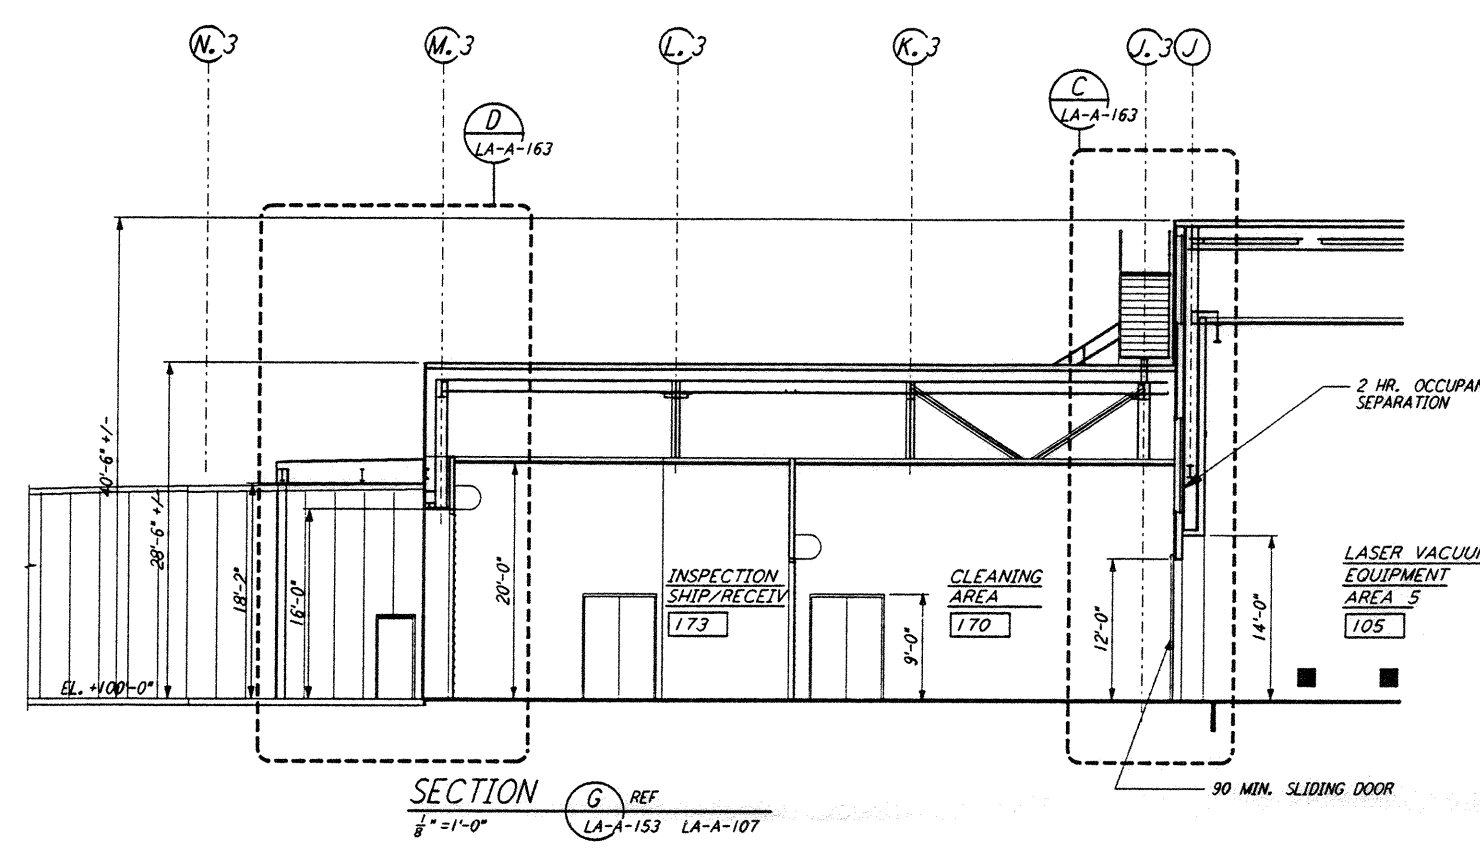 N.3
M.3
L.3
K.3
J.3
J
D
LA-A-163
C
LA-A-163
40'-6" +/-
28'-6" +/-
18'-2"
16'-0"
20'-0"
9'-0"
12'-0"
14'-0"
2 HR. OCCUPAN
SEPARATION
INSPECTION
SHIP/RECEIV
173
CLEANING
AREA
170
LASER VACUUM
EQUIPMENT
AREA 5
105
EL. +100'-0"
90 MIN. SLIDING DOOR
SECTION
G
REF
1/8" =1'-0"
LA-A-153
LA-A-107